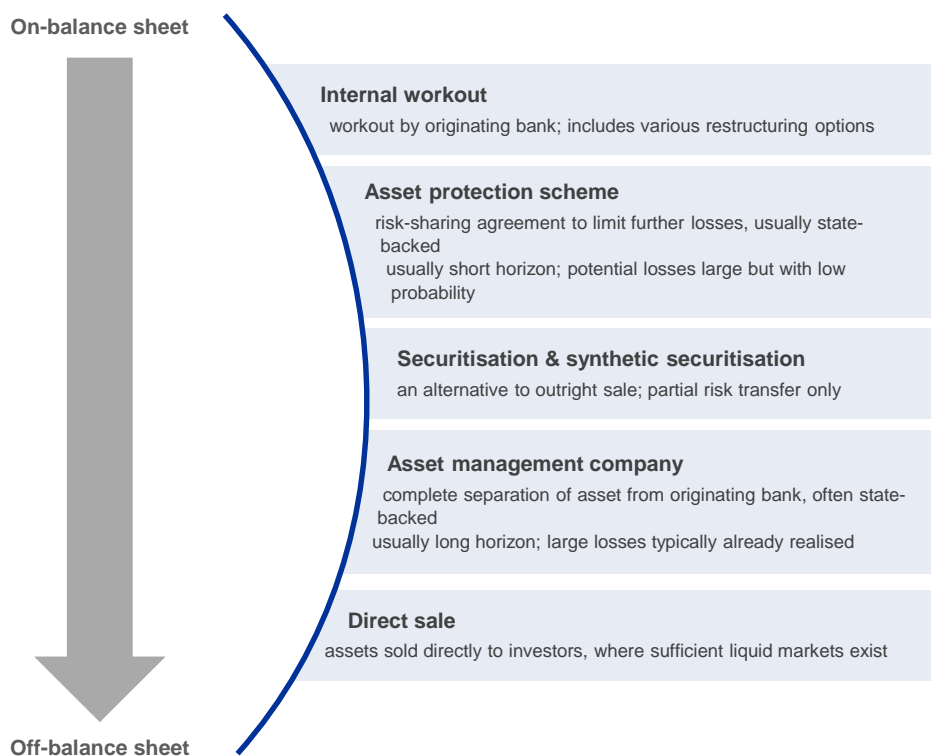 On-balance sheet
Internal workout
workout by originating bank; includes various restructuring options
Asset protection scheme
risk-sharing agreement to limit further losses, usually state-
backed
usually short horizon; potential losses large but with low
probability
Securitisation & synthetic securitisation
an alternative to outright sale; partial risk transfer only
Asset management company
complete separation of asset from originating bank, often state-
backed
usually long horizon; large losses typically already realised
Direct sale
assets sold directly to investors, where sufficient liquid markets exist
Off-balance sheet